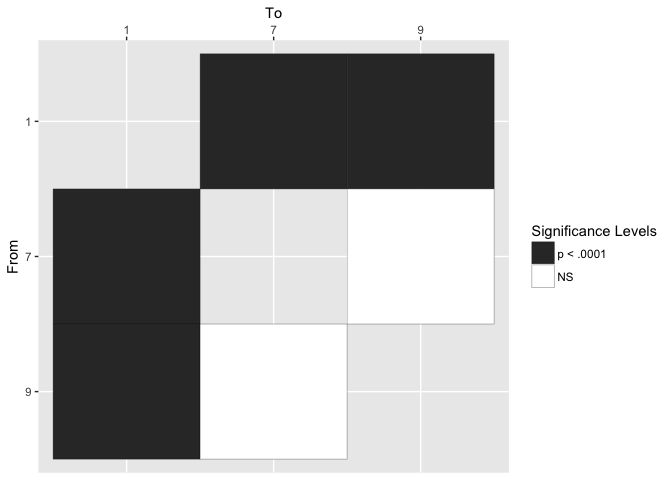 To
1 7 9
1
7
9
From
Significance Levels
p < .0001
NS